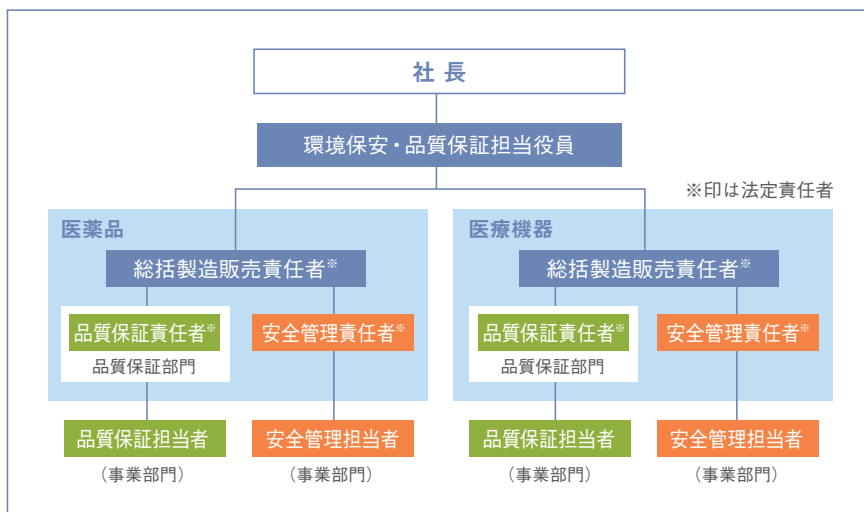 社長
環境保安・品質保証担当役員
※印は法定責任者
医薬品
総括製造販売責任者※
品質保証責任者※
安全管理責任者※
品質保証部門
品質保証担当者
安全管理担当者
(事業部門)
(事業部門)
医療機器
総括製造販売責任者※
品質保証責任者※
安全管理責任者※
品質保証部門
品質保証担当者
安全管理担当者
(事業部門)
(事業部門)